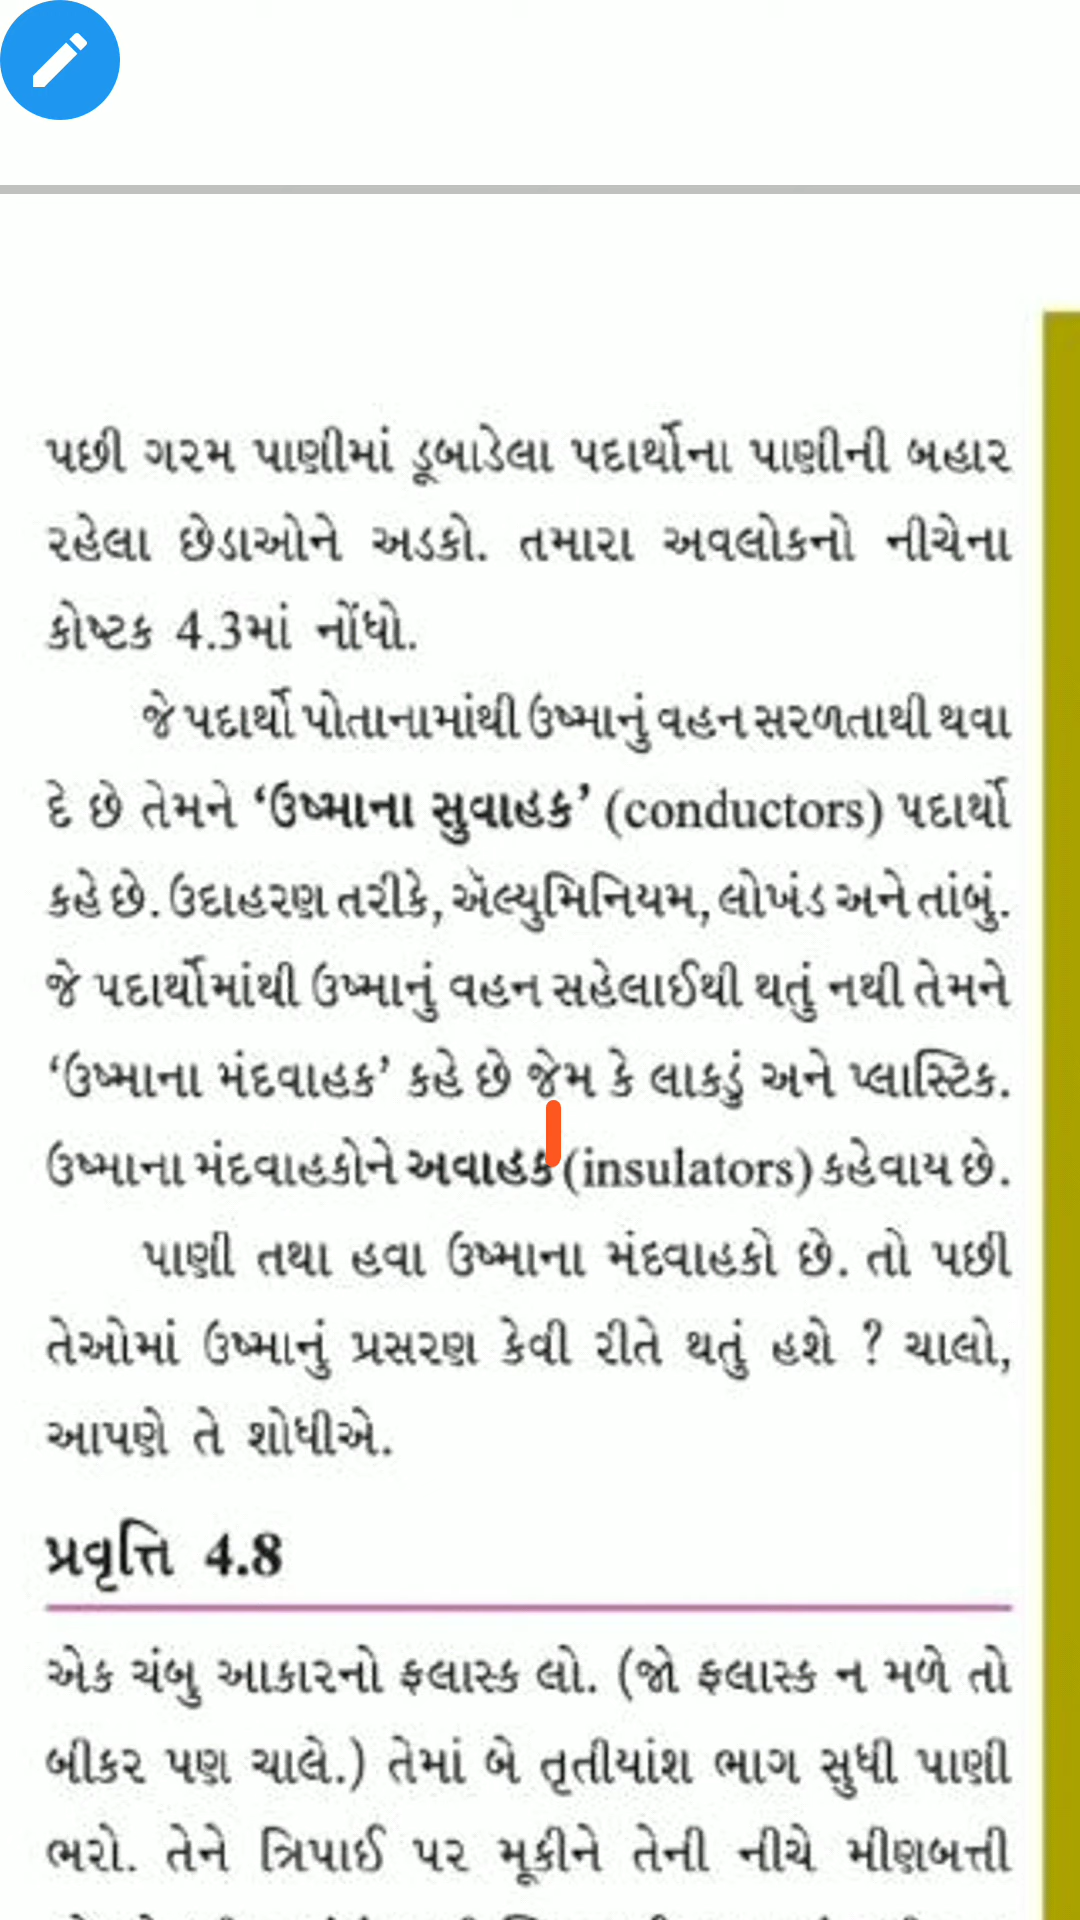 પછી ગરમ પાણીમાં ડૂબાડેલા પદાર્થોના પાણીની બહાર
રહેલા છેડાઓને અડકો. તમારા અવલોકનો નીચેના
કોષ્ટક 4.3માં નોંધો.
જે પદાર્થો પોતાનામાંથી ઉષ્માનું વહન સરળતાથી થવા
દે છે તેમને ‘ઉષ્માના સુવાહક’ (conductors) પદાર્થો
કહે છે. ઉદાહરણ તરીકે, ઍલ્યુમિનિયમ, લોખંડ અને તાંબું.
જે પદાર્થોમાંથી ઉષ્માનું વહન સહેલાઈથી થતું નથી તેમને
‘ઉષ્માના મંદવાહક’ કહે છે જેમ કે લાકડું અને પ્લાસ્ટિક.
ઉષ્માના મંદવાહકોને અવાહક (insulators) કહેવાય છે.
પાણી તથા હવા ઉષ્માના મંદવાહકો છે. તો પછી
તેઓમાં ઉષ્માનું પ્રસરણ કેવી રીતે થતું હશે ? ચાલો,
આપણે તે શોધીએ.
પ્રવૃત્તિ 4.8
એક ચંબુ આકારનો ફ્લાસ્ક લો. (જો ફ્લાસ્ક ન મળે તો
બીકર પણ ચાલે.) તેમાં બે તૃતીયાંશ ભાગ સુધી પાણી
ભરો. તેને ત્રિપાઈ પર મૂકીને તેની નીચે મીણબત્તી